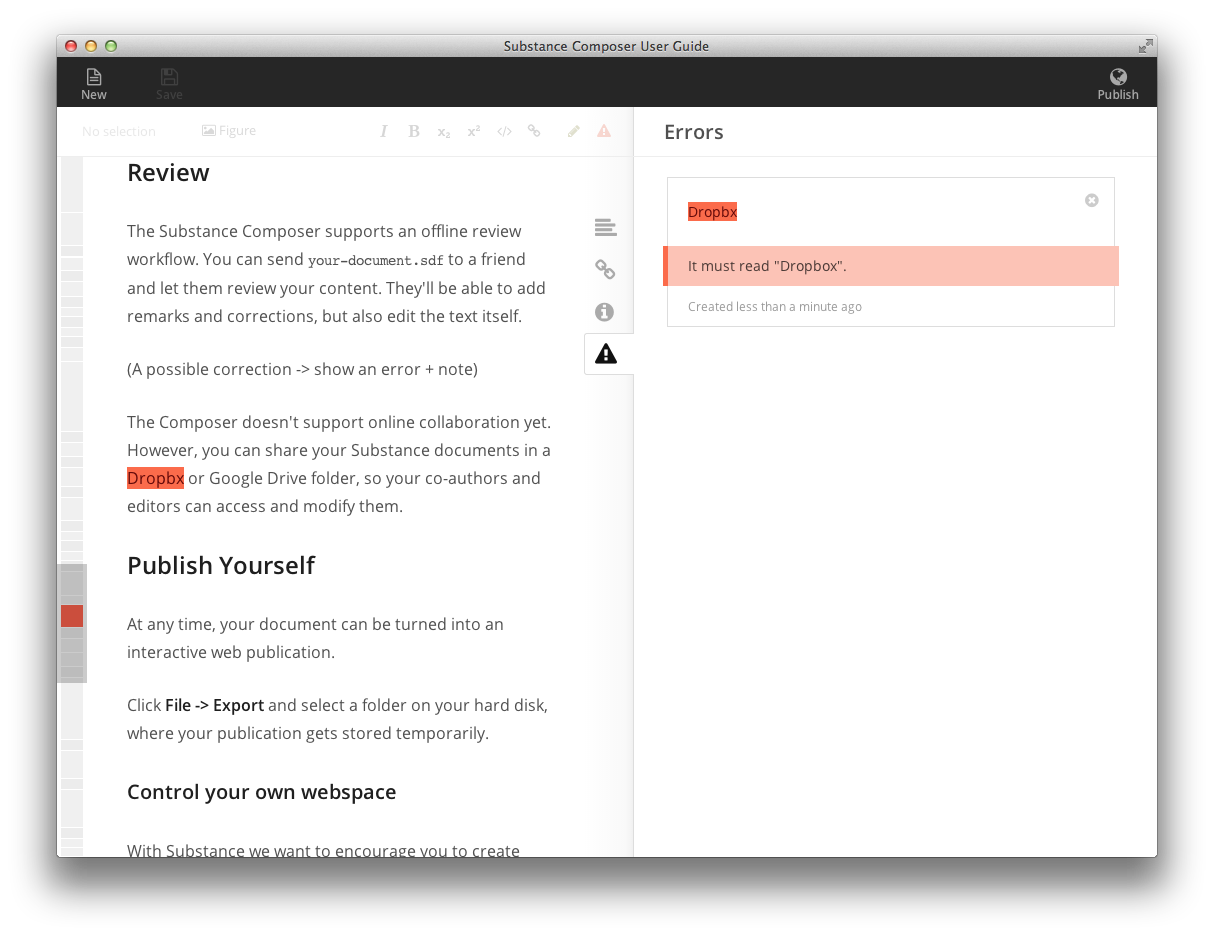 Substance Composer User Guide
New
Save
Publish
No selection
Figure
I B x₂ x² </>
Errors
Review
The Substance Composer supports an offline review
workflow. You can send your-document.sdf to a friend
and let them review your content. They'll be able to add
remarks and corrections, but also edit the text itself.
(A possible correction -> show an error + note)
The Composer doesn't support online collaboration yet.
However, you can share your Substance documents in a
Dropbx or Google Drive folder, so your co-authors and
editors can access and modify them.
Publish Yourself
At any time, your document can be turned into an
interactive web publication.
Click File -> Export and select a folder on your hard disk,
where your publication gets stored temporarily.
Control your own webspace
With Substance we want to encourage you to create
Dropbx
It must read "Dropbox".
Created less than a minute ago